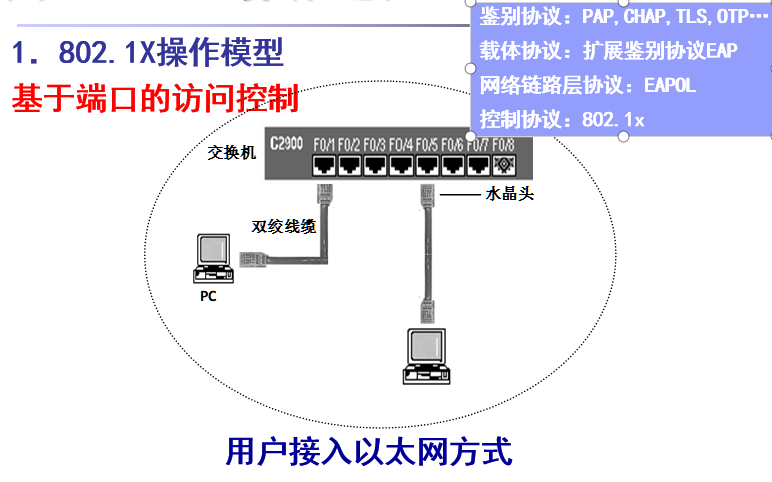 1. 802.1X操作模型
基于端口的访问控制
鉴别协议：PAP,CHAP,TLS,OTP…
载体协议：扩展鉴别协议EAP
网络链路层协议：EAPOL
控制协议：802.1x
交换机
C2900 F0/1 F0/2 F0/3 F0/4 F0/5 F0/6 F0/7 F0/8
水晶头
双绞线缆
PC
用户接入以太网方式